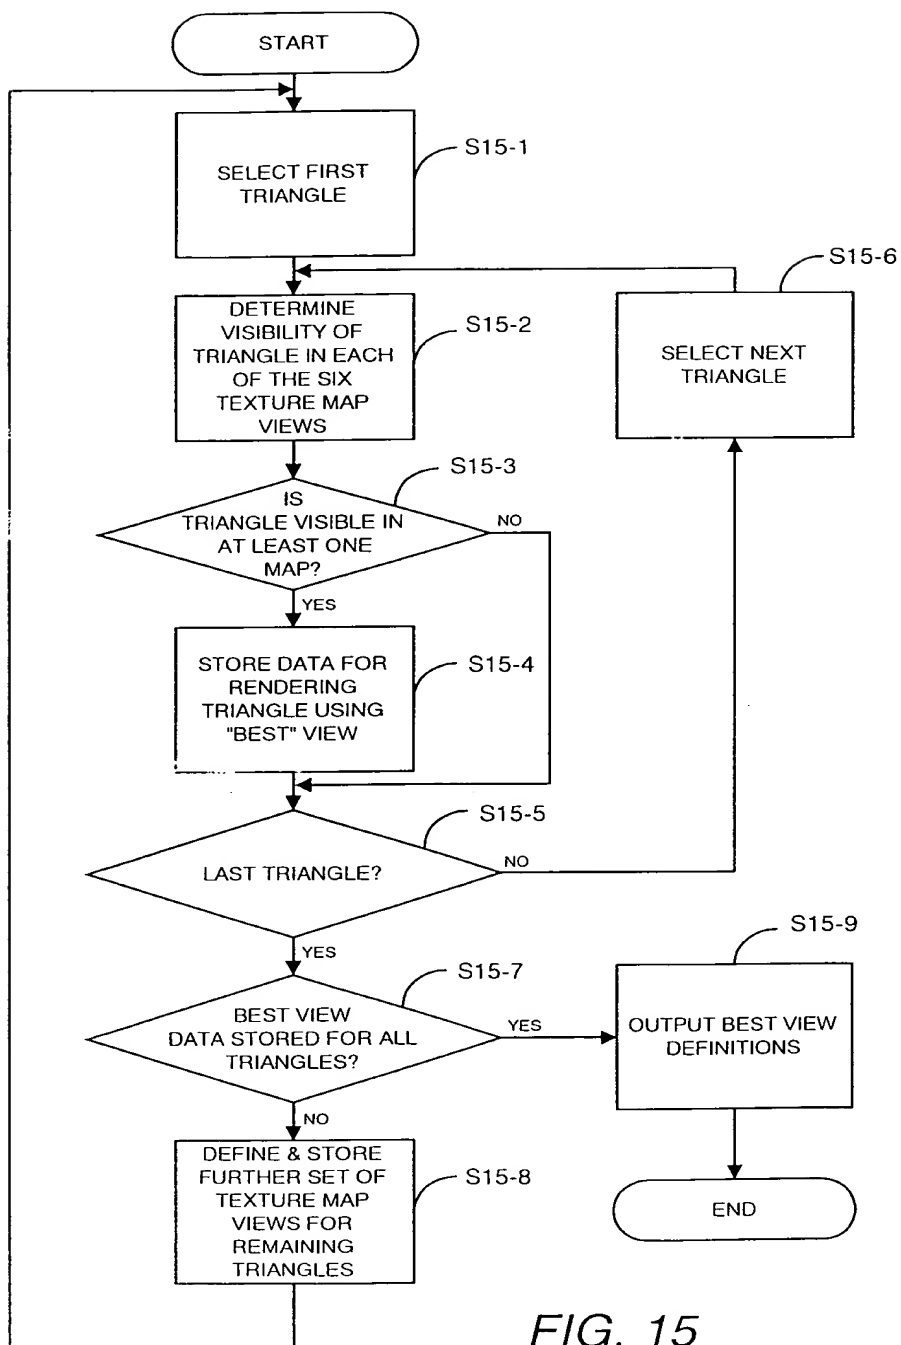 START
S15-1
SELECT FIRST
TRIANGLE
S15-6
SELECT NEXT
TRIANGLE
S15-2
DETERMINE
VISIBILITY OF
TRIANGLE IN EACH
OF THE SIX
TEXTURE MAP
VIEWS
S15-3
IS
TRIANGLE VISIBLE IN
AT LEAST ONE
MAP?
NO
YES
S15-4
STORE DATA FOR
RENDERING
TRIANGLE USING
"BEST" VIEW
S15-5
LAST TRIANGLE?
NO
YES
S15-7
BEST VIEW
DATA STORED FOR ALL
TRIANGLES?
YES
S15-9
OUTPUT BEST VIEW
DEFINITIONS
NO
S15-8
DEFINE & STORE
FURTHER SET OF
TEXTURE MAP
VIEWS FOR
REMAINING
TRIANGLES
END
FIG. 15